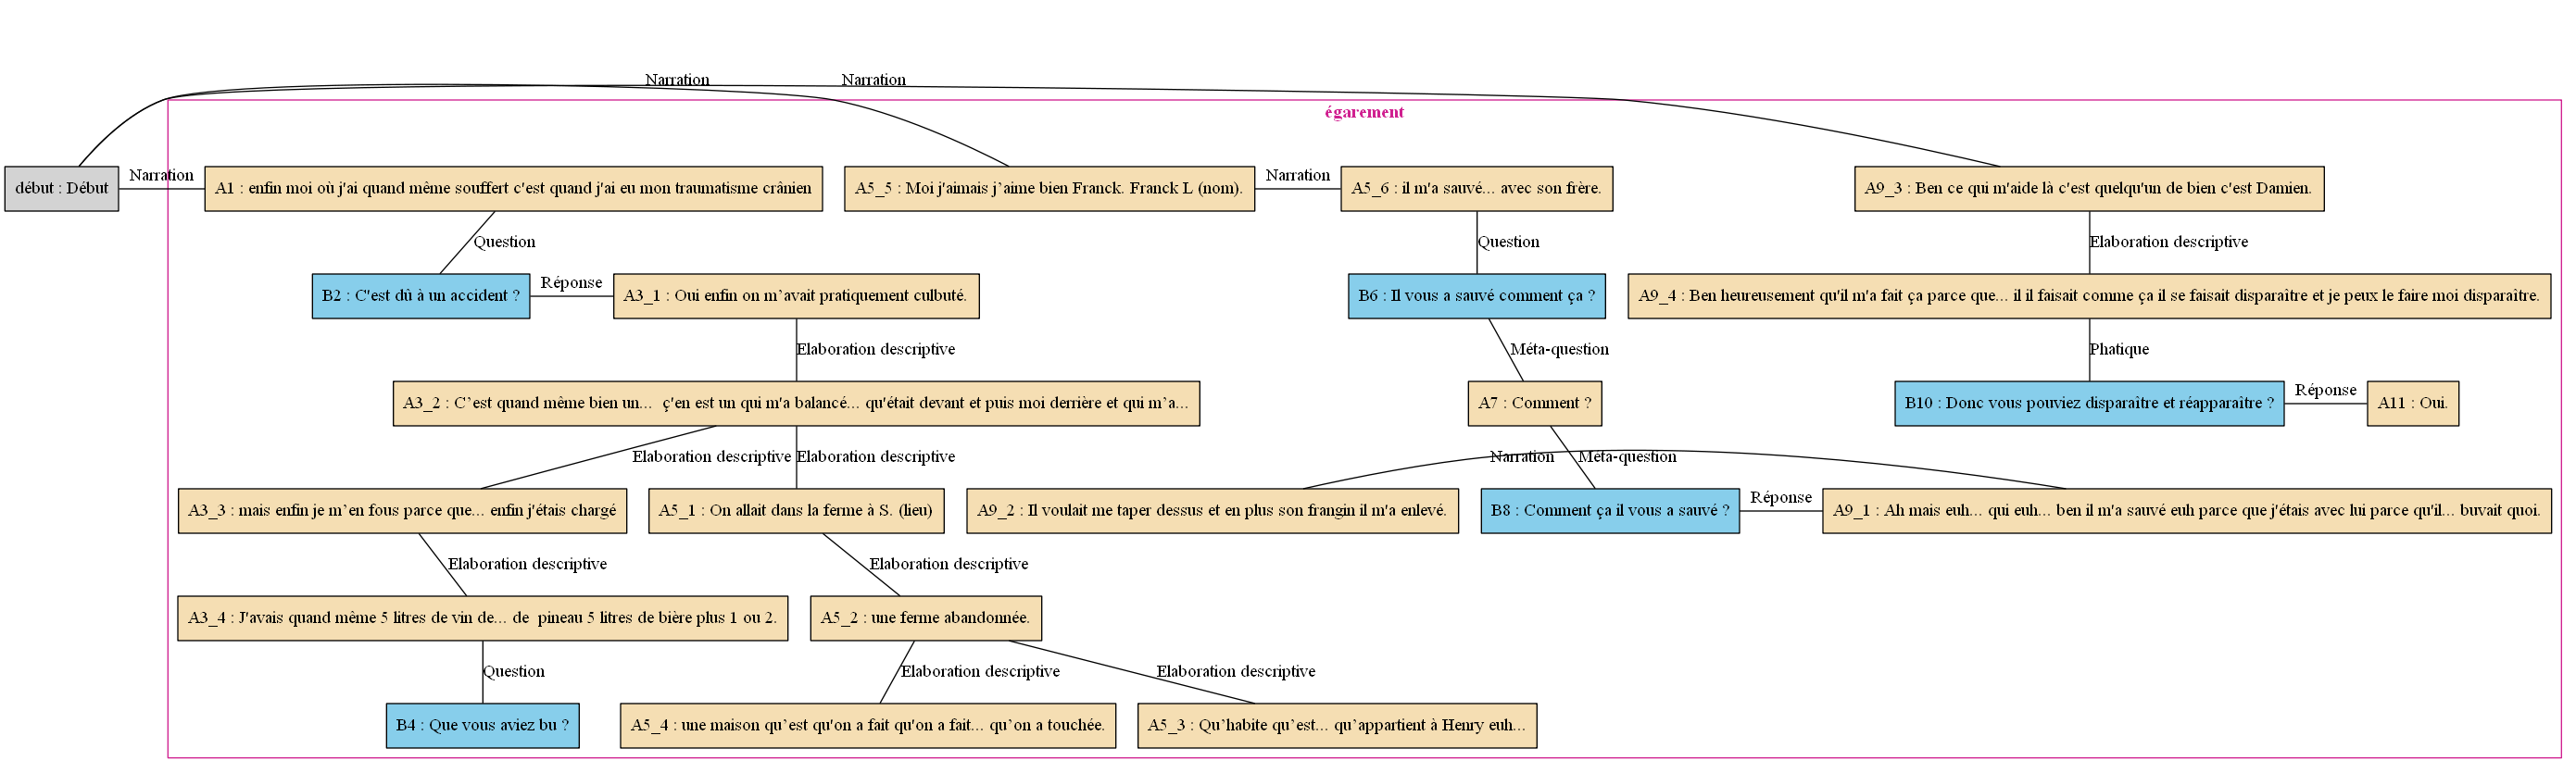 Narration
Narration
égarement
début : Début
Narration
A1 : enfin moi où j'ai quand même souffert c'est quand j'ai eu mon traumatisme crânien
A5_5 : Moi j'aimais j’aime bien Franck. Franck L (nom).
Narration
A5_6 : il m'a sauvé... avec son frère.
A9_3 : Ben ce qui m'aide là c'est quelqu'un de bien c'est Damien.
Question
Question
Elaboration descriptive
B2 : C'est dû à un accident ?
Réponse
A3_1 : Oui enfin on m’avait pratiquement culbuté.
B6 : Il vous a sauvé comment ça ?
A9_4 : Ben heureusement qu'il m'a fait ça parce que... il il faisait comme ça il se faisait disparaître et je peux le faire moi disparaître.
Elaboration descriptive
Méta-question
Phatique
A3_2 : C’est quand même bien un...  ç'en est un qui m'a balancé... qu'était devant et puis moi derrière et qui m’a...
A7 : Comment ?
B10 : Donc vous pouviez disparaître et réapparaître ?
Réponse
A11 : Oui.
Elaboration descriptive
Elaboration descriptive
Narration
Méta-question
A3_3 : mais enfin je m’en fous parce que... enfin j'étais chargé
A5_1 : On allait dans la ferme à S. (lieu)
A9_2 : Il voulait me taper dessus et en plus son frangin il m'a enlevé.
B8 : Comment ça il vous a sauvé ?
Réponse
A9_1 : Ah mais euh... qui euh... ben il m'a sauvé euh parce que j'étais avec lui parce qu'il... buvait quoi.
Elaboration descriptive
Elaboration descriptive
A3_4 : J'avais quand même 5 litres de vin de... de  pineau 5 litres de bière plus 1 ou 2.
A5_2 : une ferme abandonnée.
Question
Elaboration descriptive
Elaboration descriptive
B4 : Que vous aviez bu ?
A5_4 : une maison qu’est qu'on a fait qu'on a fait... qu’on a touchée.
A5_3 : Qu’habite qu’est... qu’appartient à Henry euh...